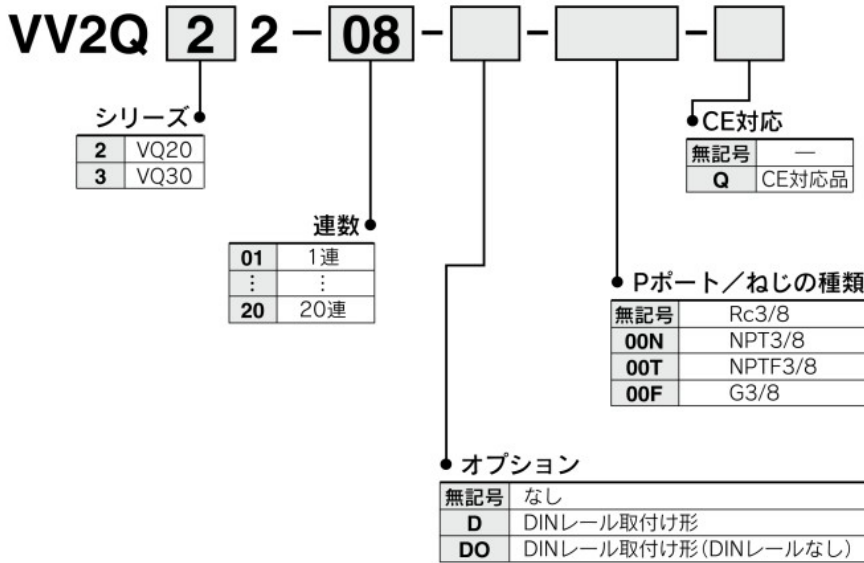 VV2Q 2 2 - 08 - - -
シリーズ
2 VQ20
3 VQ30
連数
01 1連
⋮ ⋮
20 20連
CE対応
無記号 —
Q CE対応品
Pポート/ねじの種類
無記号 Rc3/8
00N NPT3/8
00T NPTF3/8
00F G3/8
オプション
無記号 なし
D DINレール取付け形
DO DINレール取付け形(DINレールなし)